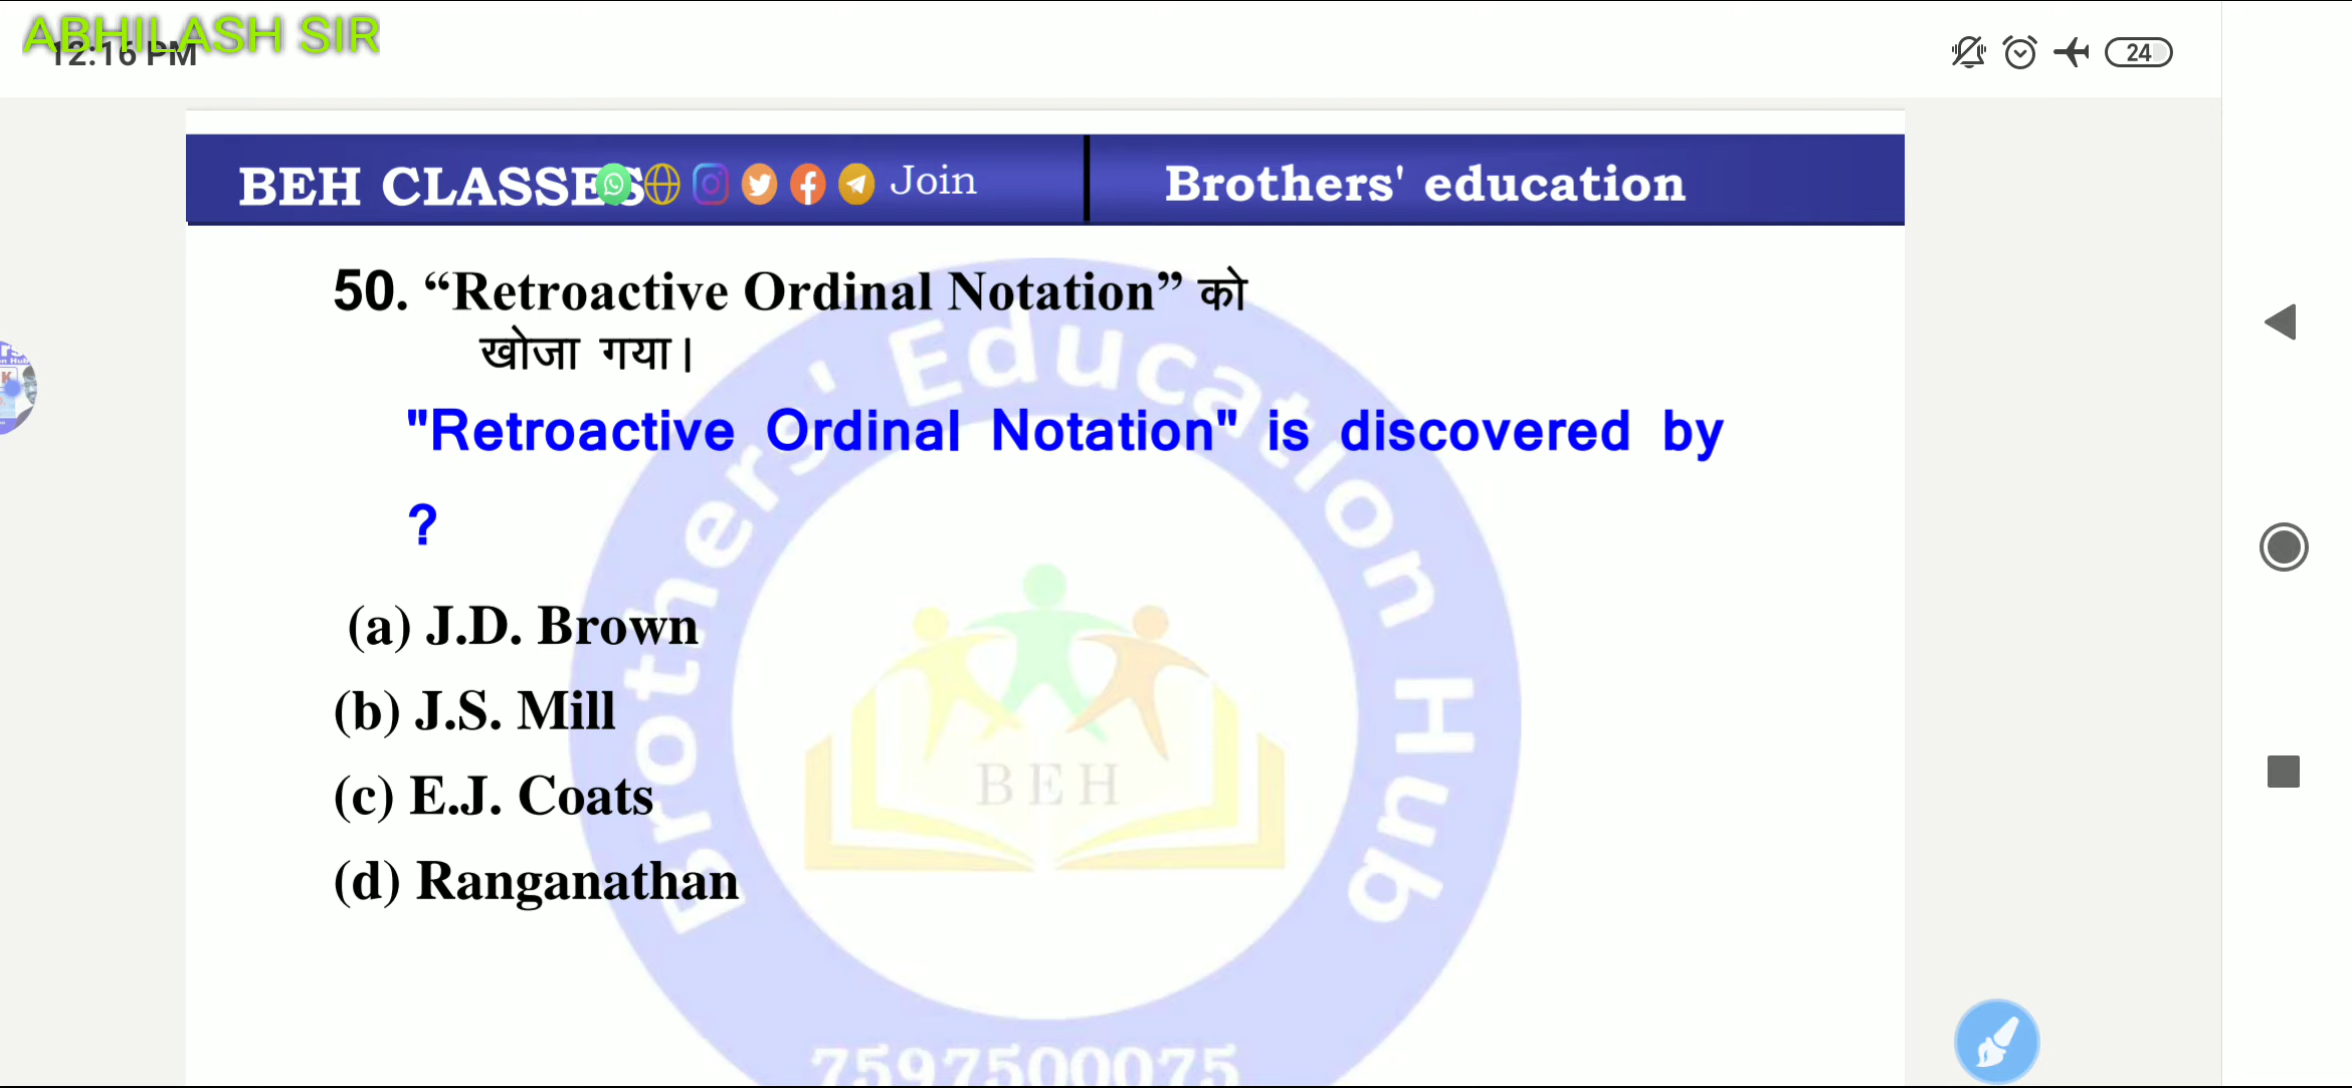 ABHILASH SIR
12:16 PM
24
BEH CLASSES Join
Brothers' education
50. “Retroactive Ordinal Notation” को
खोजा गया।
"Retroactive Ordinal Notation" is discovered by
?
(a) J.D. Brown
(b) J.S. Mill
(c) E.J. Coats
(d) Ranganathan
Brothers' Education Hub
BEH
7597500075